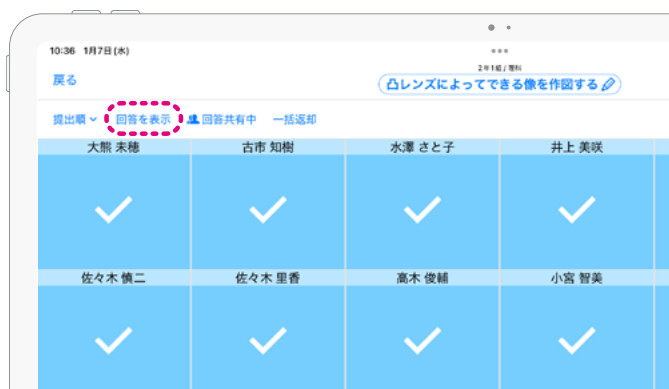 10:36 1月7日(水)
2年1組 / 理科
戻る
凸レンズによってできる像を作図する
提出順 回答を表示 回答共有中 一括返却
大熊 未穂 古市 知樹 水澤 さと子 井上 美咲
佐々木 慎二 佐々木 里香 高木 俊輔 小宮 智美